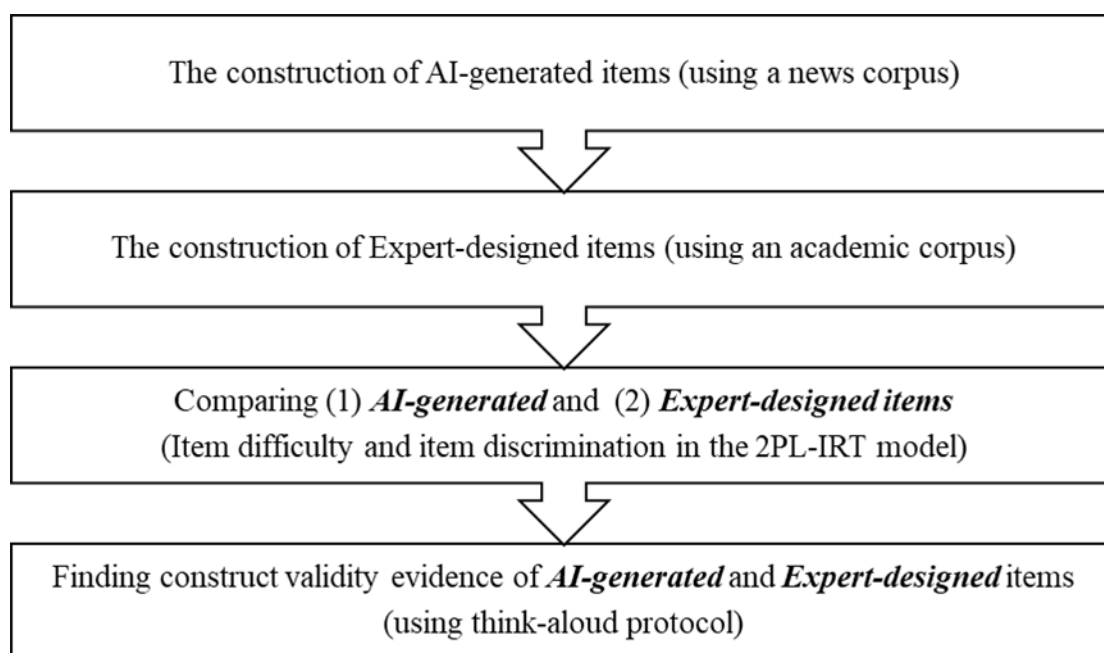 The construction of AI-generated items (using a news corpus)
The construction of Expert-designed items (using an academic corpus)
Comparing (1) AI-generated and (2) Expert-designed items
(Item difficulty and item discrimination in the 2PL-IRT model)
Finding construct validity evidence of AI-generated and Expert-designed items
(using think-aloud protocol)